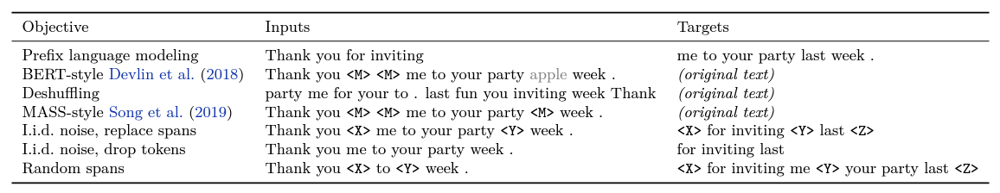 Objective Inputs Targets
Prefix language modeling Thank you for inviting me to your party last week .
BERT-style Devlin et al. (2018) Thank you <M> <M> me to your party apple week . (original text)
Deshuffling party me for your to . last fun you inviting week Thank (original text)
MASS-style Song et al. (2019) Thank you <M> <M> me to your party <M> week . (original text)
I.i.d. noise, replace spans Thank you <X> me to your party <Y> week . <X> for inviting <Y> last <Z>
I.i.d. noise, drop tokens Thank you me to your party week . for inviting last
Random spans Thank you <X> to <Y> week . <X> for inviting me <Y> your party last <Z>